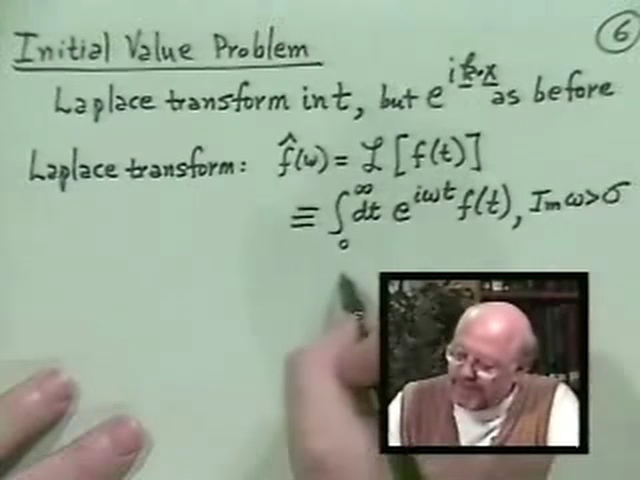 Initial Value Problem
⑥
Laplace transform in t, but e^{ik·x} as before
Laplace transform: f̂(ω) = ℒ [f(t)]
≡ ∫₀^∞ dt e^{iωt} f(t), Im ω > σ